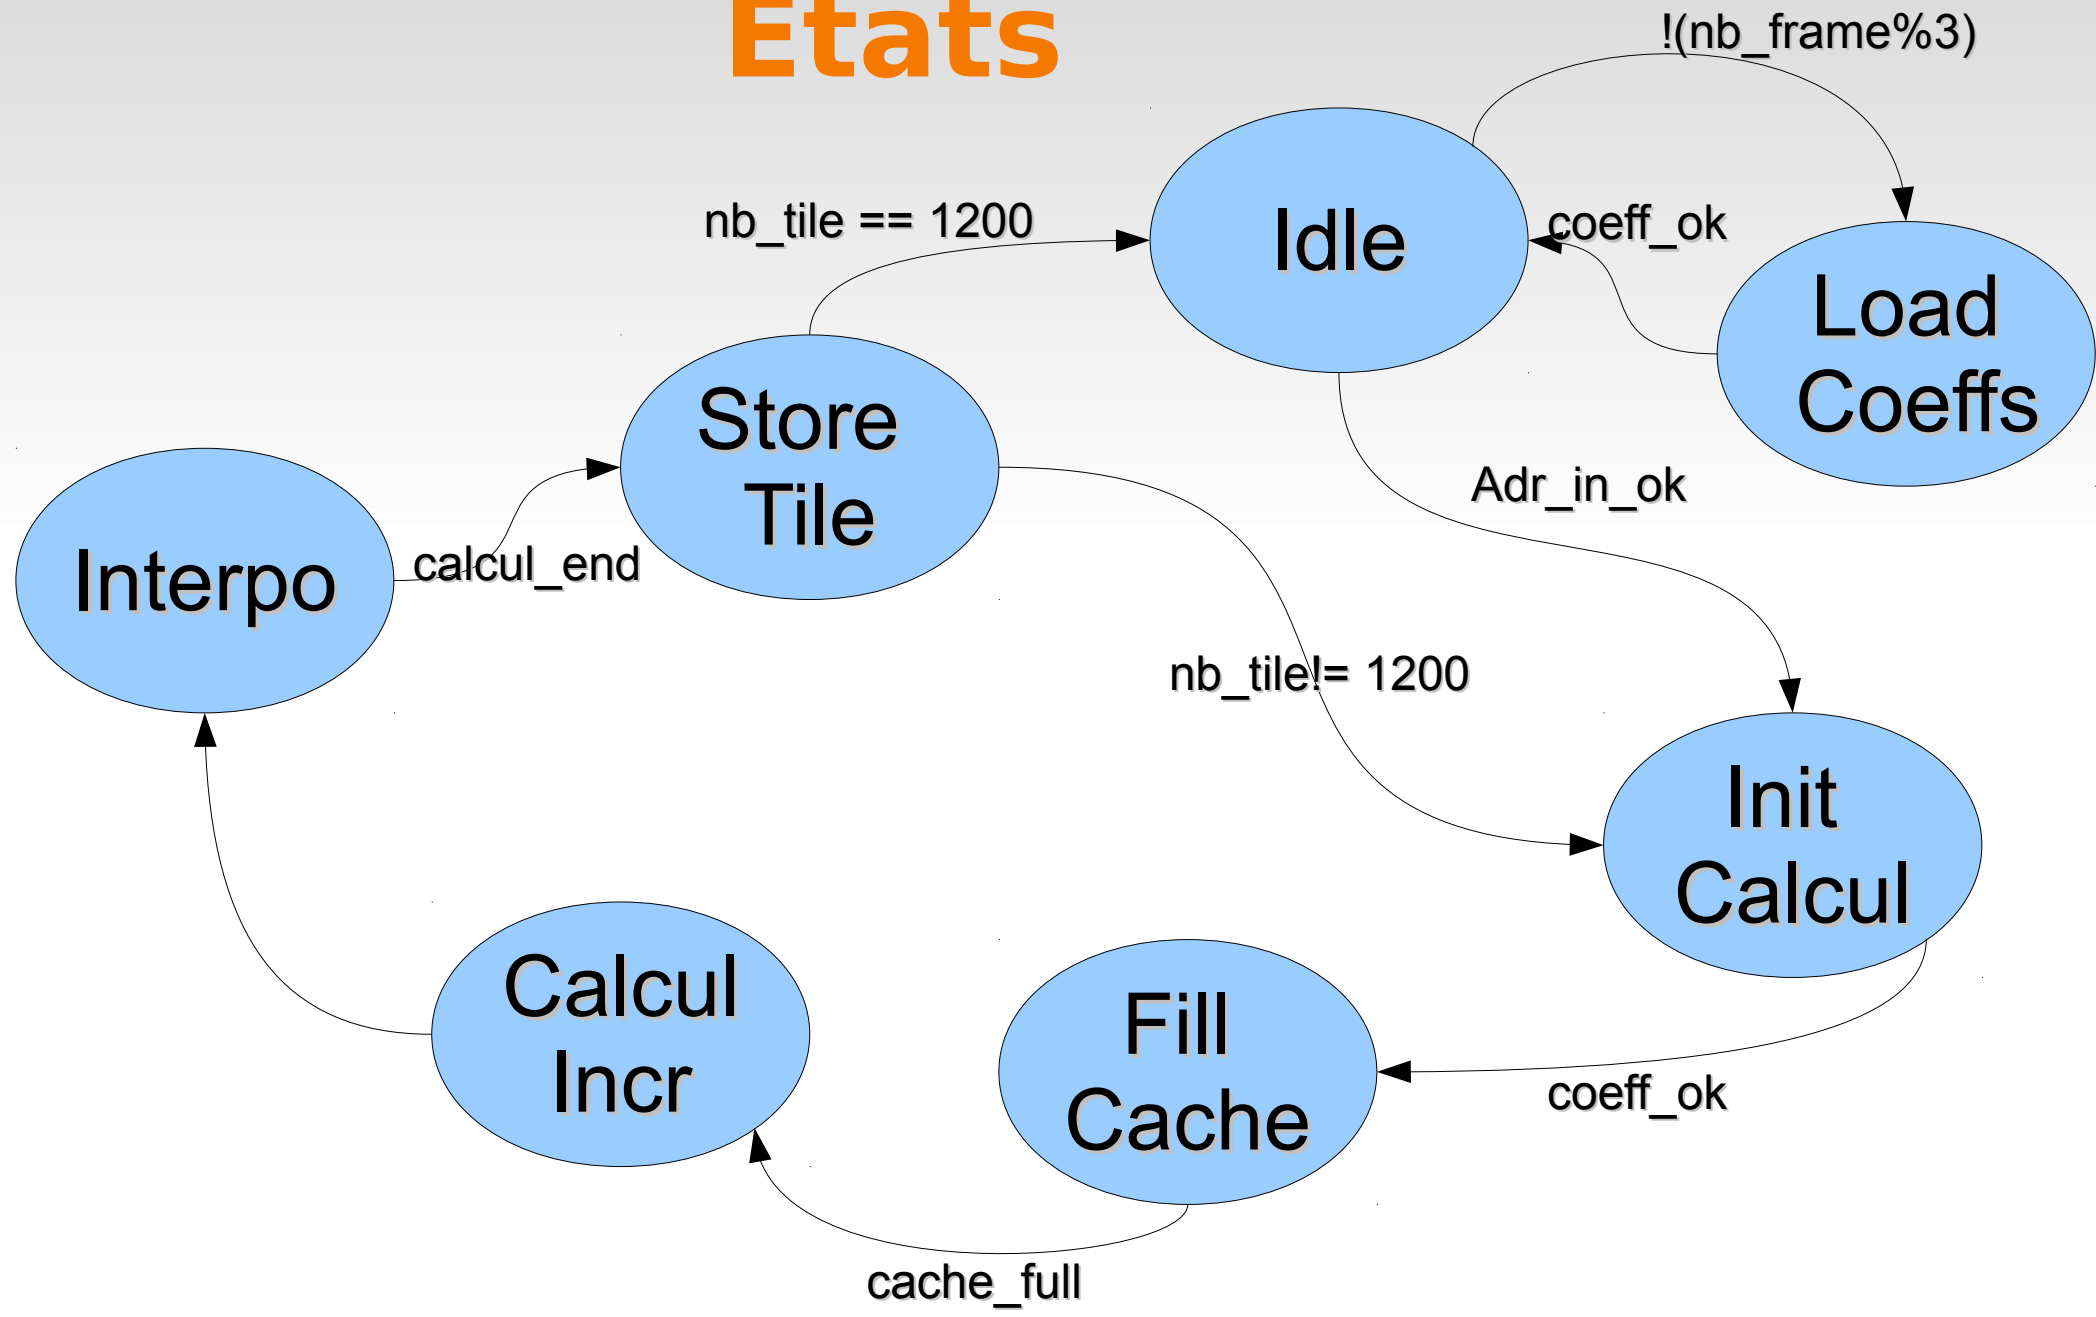 Etats
!(nb_frame%3)
nb_tile == 1200
Idle
coeff_ok
Load
Coeffs
Store
Tile
Adr_in_ok
Interpo
calcul_end
nb_tile!= 1200
Init
Calcul
Calcul
Incr
Fill
Cache
coeff_ok
cache_full